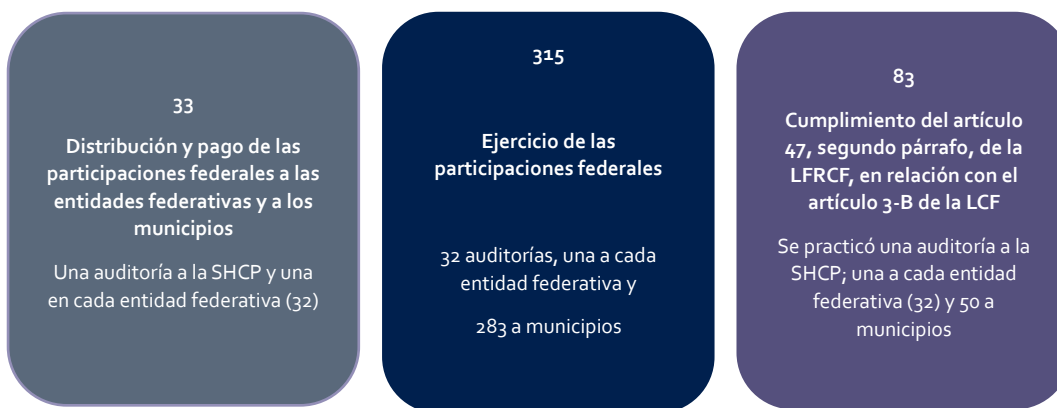 33
Distribución y pago de las
participaciones federales a las
entidades federativas y a los
municipios
Una auditoría a la SHCP y una
en cada entidad federativa (32)
315
Ejercicio de las
participaciones federales
32 auditorías, una a cada
entidad federativa y
283 a municipios
83
Cumplimiento del artículo
47, segundo párrafo, de la
LFRCF, en relación con el
artículo 3-B de la LCF
Se practicó una auditoría a la
SHCP; una a cada entidad
federativa (32) y 50 a
municipios